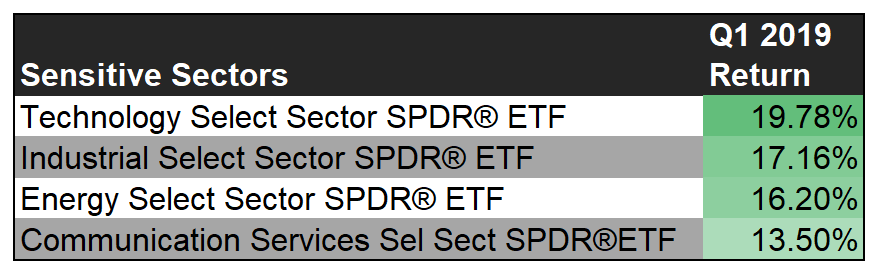 Sensitive Sectors Q1 2019 Return
Technology Select Sector SPDR® ETF 19.78%
Industrial Select Sector SPDR® ETF 17.16%
Energy Select Sector SPDR® ETF 16.20%
Communication Services Sel Sect SPDR®ETF 13.50%